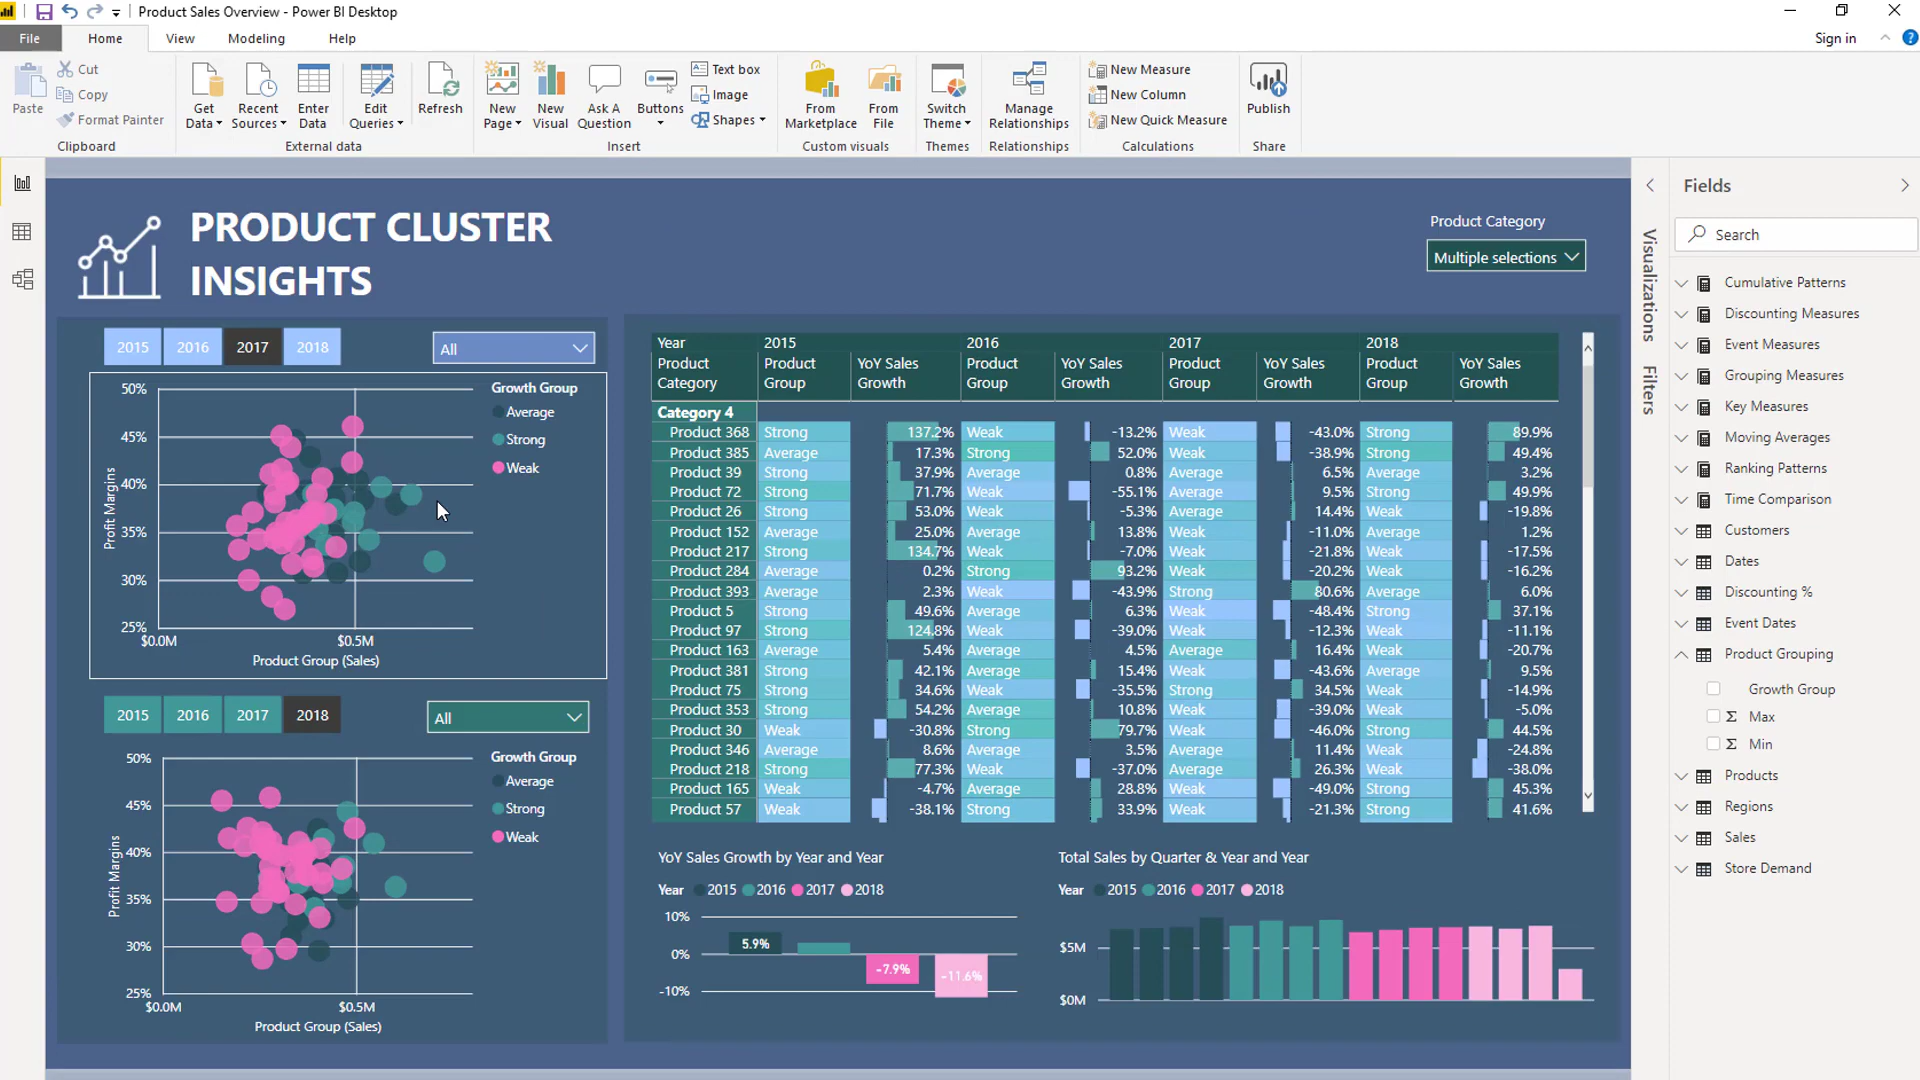 Product Sales Overview - Power BI Desktop
File Home View Modeling Help Sign in
Paste
Cut
Copy
Format Painter
Clipboard
Get Data
Recent Sources
Enter Data
Edit Queries
Refresh
External data
New Page
New Visual
Ask A Question
Buttons
Text box
Image
Shapes
Insert
From Marketplace
From File
Custom visuals
Switch Theme
Themes
Manage Relationships
Relationships
New Measure
New Column
New Quick Measure
Calculations
Publish
Share
PRODUCT CLUSTER
INSIGHTS
Product Category
Multiple selections
2015 2016 2017 2018 All
Growth Group
Average
Strong
Weak
Profit Margins
50%
45%
40%
35%
30%
25%
$0.0M $0.5M
Product Group (Sales)
2015 2016 2017 2018 All
Growth Group
Average
Strong
Weak
Profit Margins
50%
45%
40%
35%
30%
25%
$0.0M $0.5M
Product Group (Sales)
Year 2015 2016 2017 2018
Product Category Product Group YoY Sales Growth Product Group YoY Sales Growth Product Group YoY Sales Growth Product Group YoY Sales Growth
Category 4
Product 368 Strong 137.2% Weak -13.2% Weak -43.0% Strong 89.9%
Product 385 Average 17.3% Strong 52.0% Weak -38.9% Strong 49.4%
Product 39 Strong 37.9% Average 0.8% Average 6.5% Average 3.2%
Product 72 Strong 71.7% Weak -55.1% Average 9.5% Strong 49.9%
Product 26 Strong 53.0% Weak -5.3% Average 14.4% Weak -19.8%
Product 152 Average 25.0% Average 13.8% Weak -11.0% Average 1.2%
Product 217 Strong 134.7% Weak -7.0% Weak -21.8% Weak -17.5%
Product 284 Average 0.2% Strong 93.2% Weak -20.2% Weak -16.2%
Product 393 Average 2.3% Weak -43.9% Strong 80.6% Average 6.0%
Product 5 Strong 49.6% Average 6.3% Weak -48.4% Strong 37.1%
Product 97 Strong 124.8% Weak -39.0% Weak -12.3% Weak -11.1%
Product 163 Average 5.4% Average 4.5% Average 16.4% Weak -20.7%
Product 381 Strong 42.1% Average 15.4% Weak -43.6% Average 9.5%
Product 75 Strong 34.6% Weak -35.5% Strong 34.5% Weak -14.9%
Product 353 Strong 54.2% Average 10.8% Weak -39.0% Weak -5.0%
Product 30 Weak -30.8% Strong 79.7% Weak -46.0% Strong 44.5%
Product 346 Average 8.6% Average 3.5% Average 11.4% Weak -24.8%
Product 218 Strong 77.3% Weak -37.0% Average 26.3% Weak -38.0%
Product 165 Weak -4.7% Average 28.8% Weak -49.0% Strong 45.3%
Product 57 Weak -38.1% Strong 33.9% Weak -21.3% Strong 41.6%
YoY Sales Growth by Year and Year
Year 2015 2016 2017 2018
10%
0%
-10%
5.9%
-7.9%
-11.6%
Total Sales by Quarter & Year and Year
Year 2015 2016 2017 2018
$5M
$0M
Visualizations
Filters
Fields
Search
Cumulative Patterns
Discounting Measures
Event Measures
Grouping Measures
Key Measures
Moving Averages
Ranking Patterns
Time Comparison
Customers
Dates
Discounting %
Event Dates
Product Grouping
Growth Group
Σ Max
Σ Min
Products
Regions
Sales
Store Demand